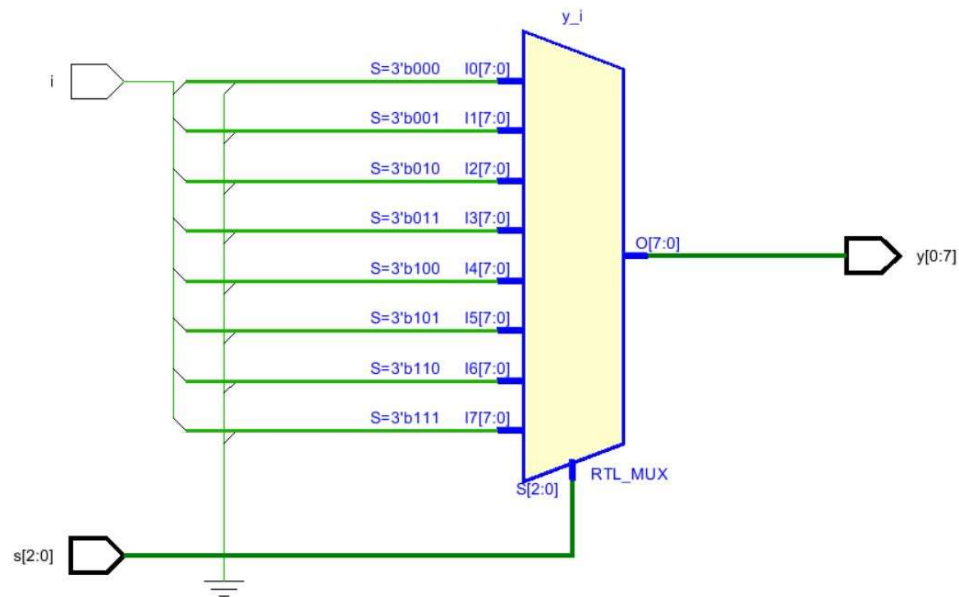 y_i
i
S=3'b000 I0[7:0]
S=3'b001 I1[7:0]
S=3'b010 I2[7:0]
S=3'b011 I3[7:0]
S=3'b100 I4[7:0]
O[7:0]
y[0:7]
S=3'b101 I5[7:0]
S=3'b110 I6[7:0]
S=3'b111 I7[7:0]
S[2:0]
RTL_MUX
s[2:0]